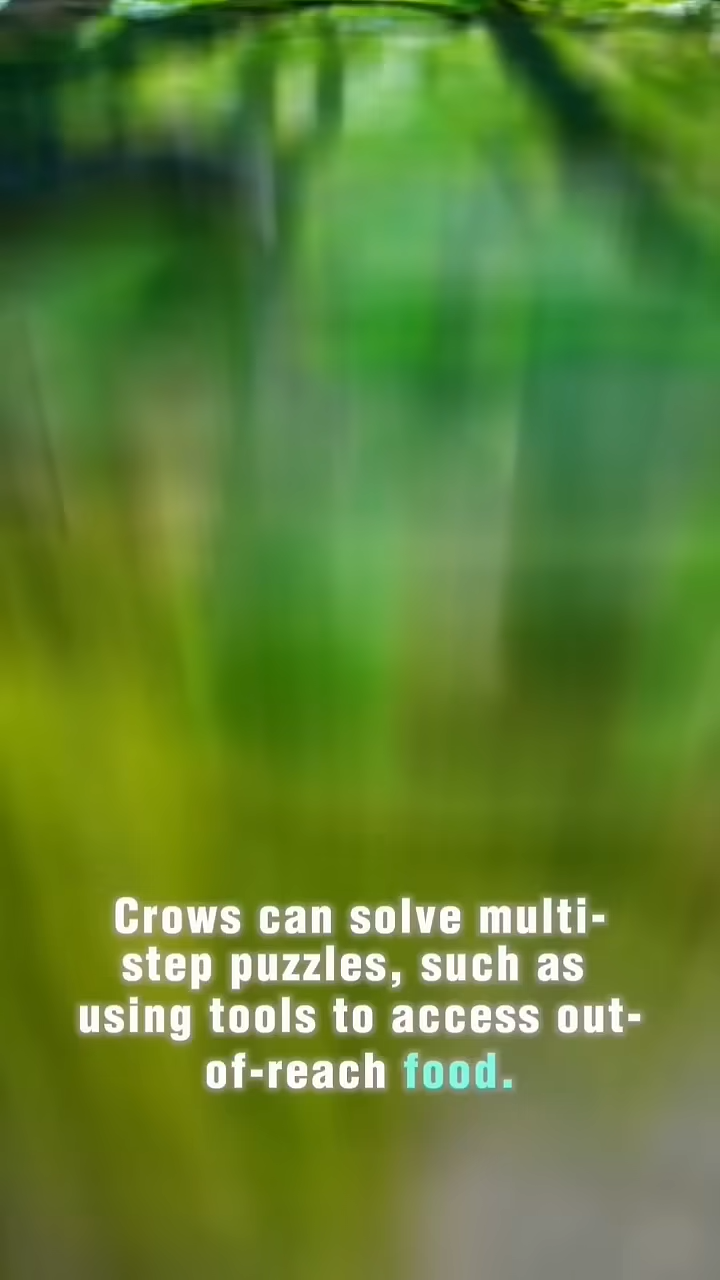 Crows can solve multi-
step puzzles, such as
using tools to access out-
of-reach food.